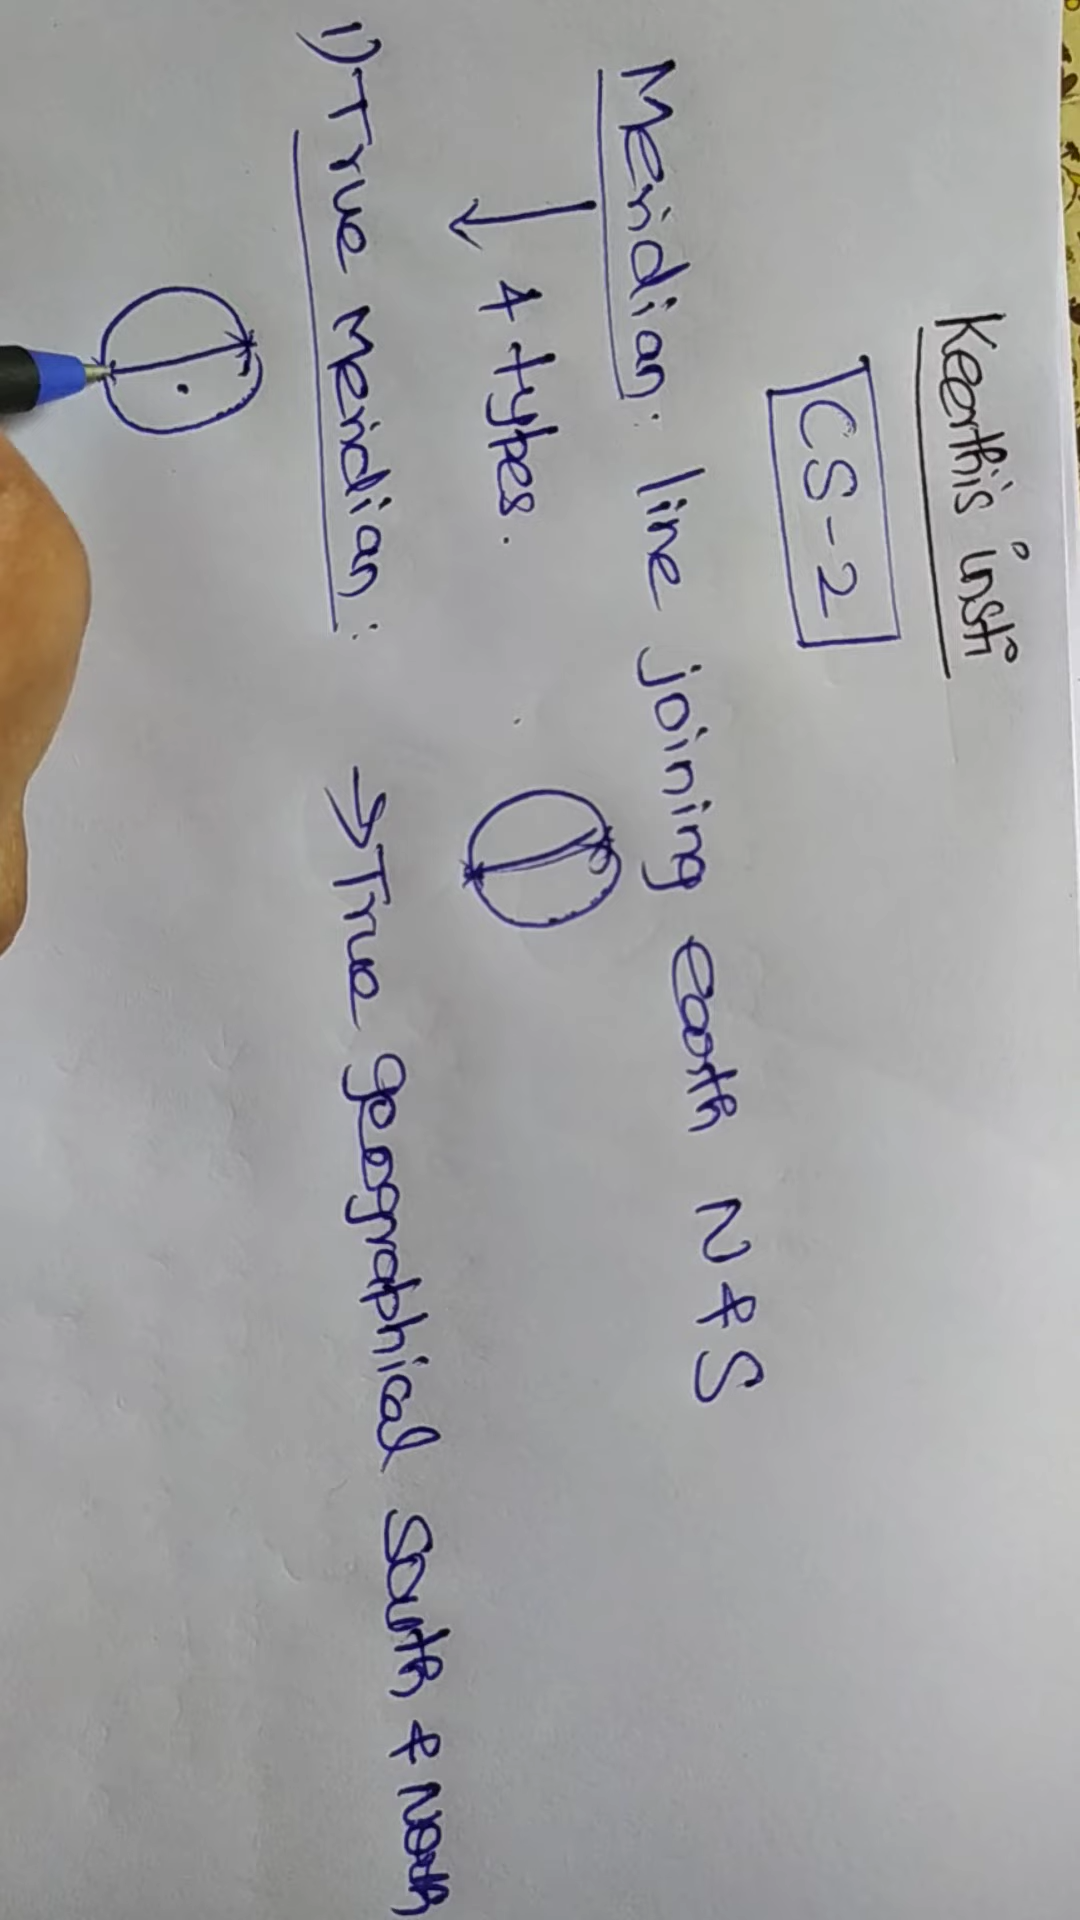 Keerthi's insti
CS-2
Meridian: line joining earth N & S
4 types.
1) True Meridian: → True geographical South & North